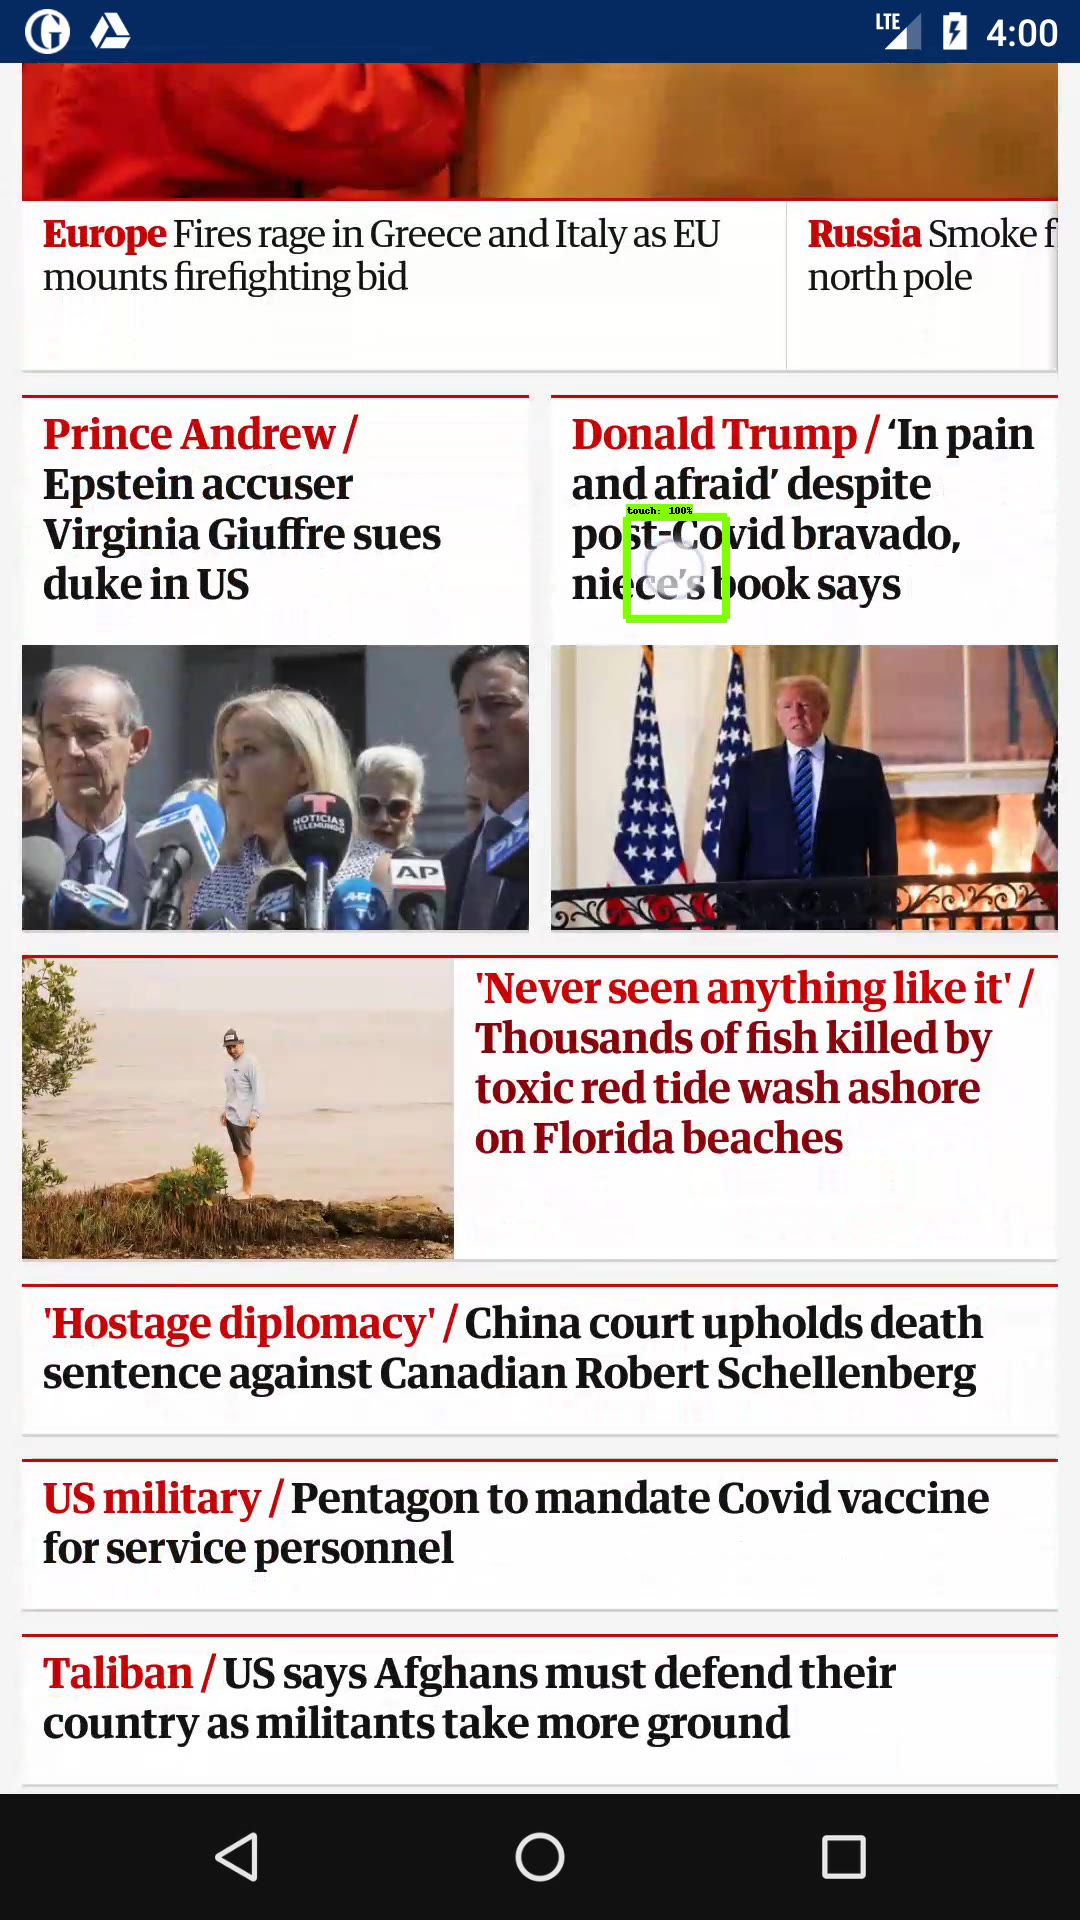 LTE 4:00
Europe Fires rage in Greece and Italy as EU
mounts firefighting bid
Russia Smoke f
north pole
Prince Andrew /
Epstein accuser
Virginia Giuffre sues
duke in US
Donald Trump / ‘In pain
and afraid’ despite
touch: 100%
post-Covid bravado,
niece’s book says
NOTICIAS
TELEMUNDO
AP
abc
AFP
TV
PIX
'Never seen anything like it' /
Thousands of fish killed by
toxic red tide wash ashore
on Florida beaches
'Hostage diplomacy' / China court upholds death
sentence against Canadian Robert Schellenberg
US military / Pentagon to mandate Covid vaccine
for service personnel
Taliban / US says Afghans must defend their
country as militants take more ground